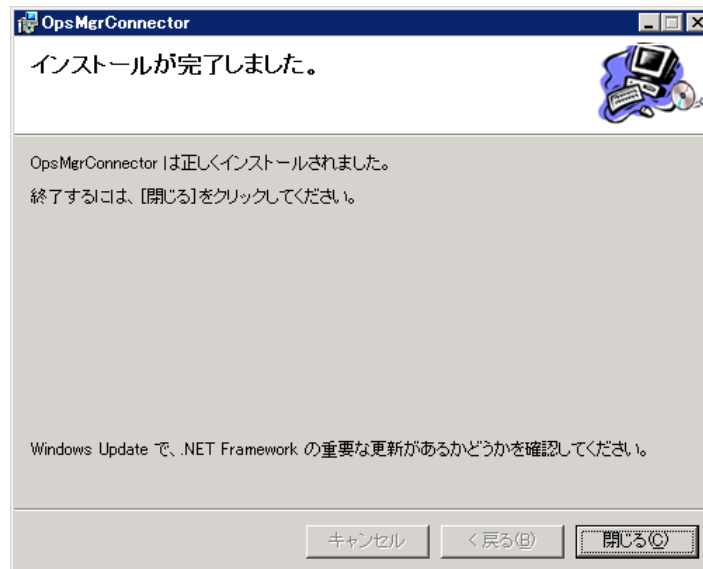 OpsMgrConnector
インストールが完了しました。
OpsMgrConnector は正しくインストールされました。
終了するには、[閉じる]をクリックしてください。
Windows Update で、.NET Framework の重要な更新があるかどうかを確認してください。
キャンセル
< 戻る(B)
閉じる(C)